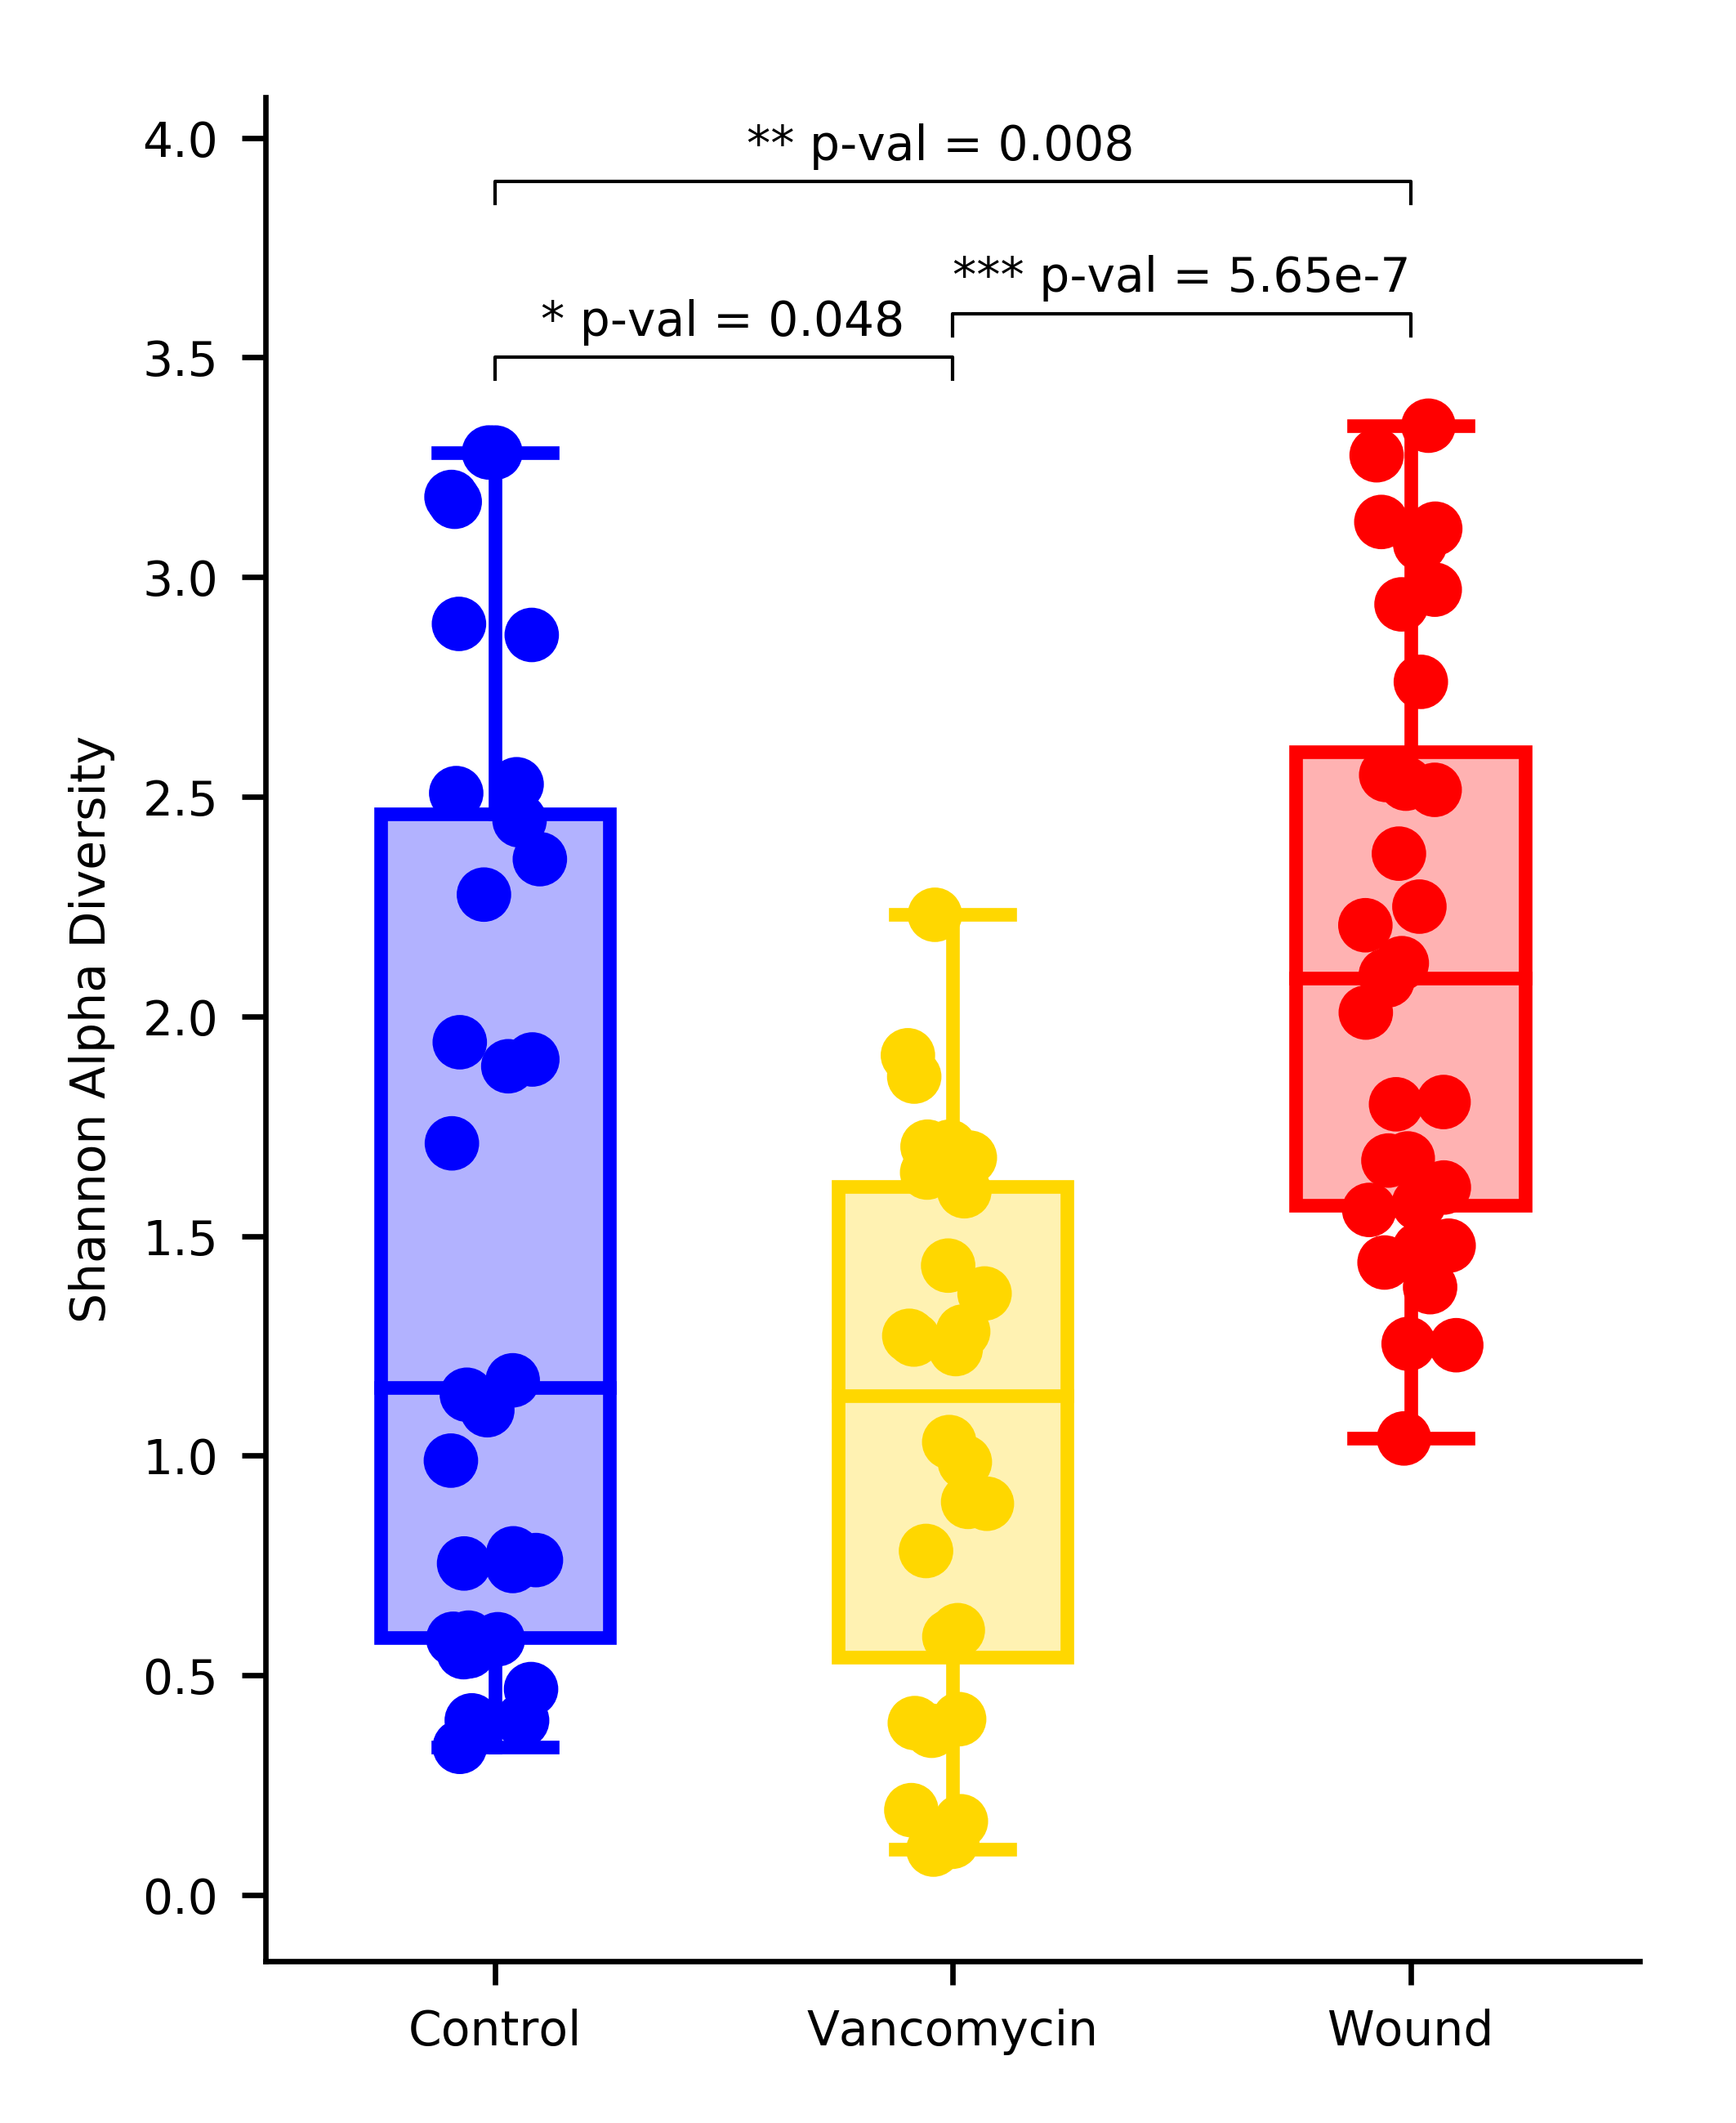 ** p-val = 0.008
*** p-val = 5.65e-7
* p-val = 0.048
Shannon Alpha Diversity
4.0
3.5
3.0
2.5
2.0
1.5
1.0
0.5
0.0
Control
Vancomycin
Wound